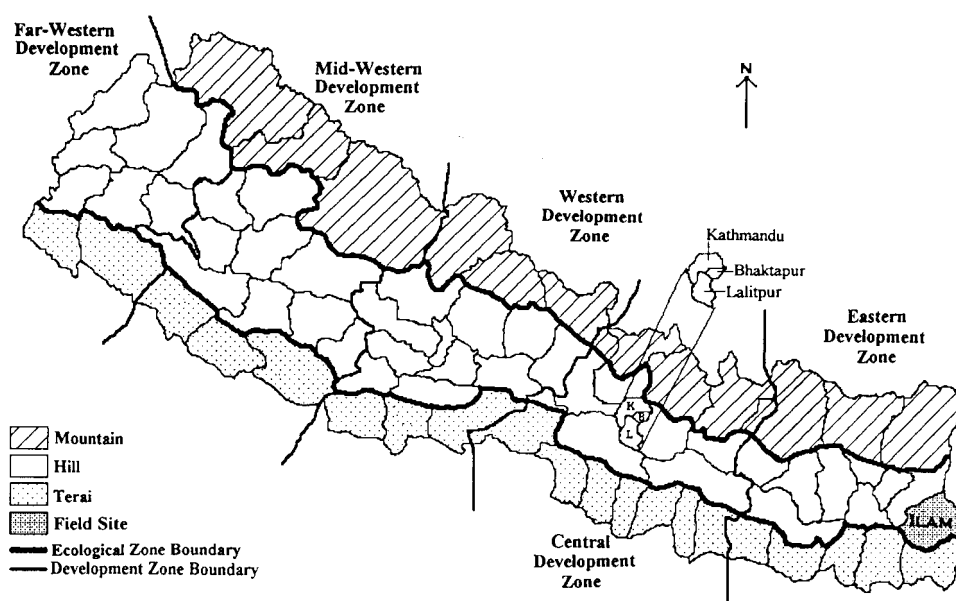 Far-Western
Development
Zone
Mid-Western
Development
Zone
N
Western
Development
Zone
Kathmandu
Bhaktapur
Lalitpur
Eastern
Development
Zone
K
B
L
ILAM
Mountain
Hill
Terai
Field Site
Ecological Zone Boundary
Development Zone Boundary
Central
Development
Zone